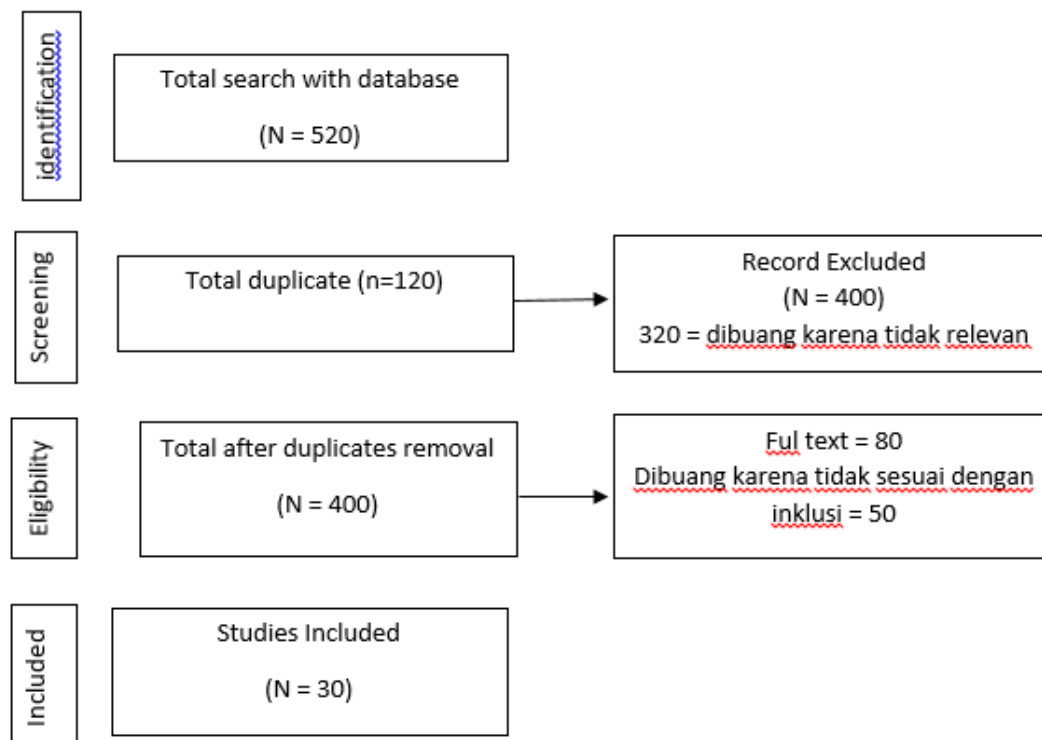 identification
Total search with database
(N = 520)
Screening
Total duplicate (n=120)
Record Excluded
(N = 400)
320 = dibuang karena tidak relevan
Eligibility
Total after duplicates removal
(N = 400)
Ful text = 80
Dibuang karena tidak sesuai dengan
inklusi = 50
Included
Studies Included
(N = 30)